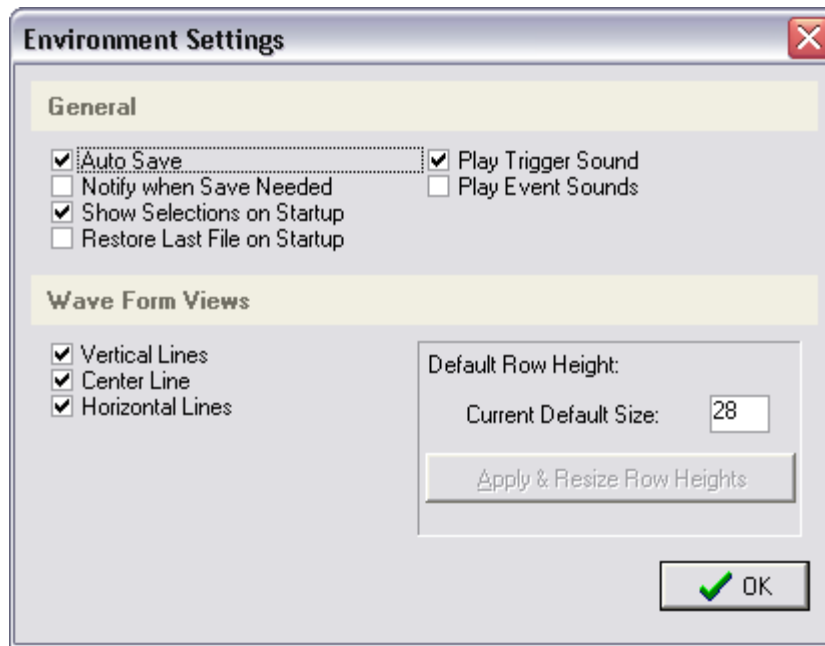 Environment Settings
General
Auto Save
Notify when Save Needed
Show Selections on Startup
Restore Last File on Startup
Play Trigger Sound
Play Event Sounds
Wave Form Views
Vertical Lines
Center Line
Horizontal Lines
Default Row Height:
Current Default Size: 28
Apply & Resize Row Heights
OK